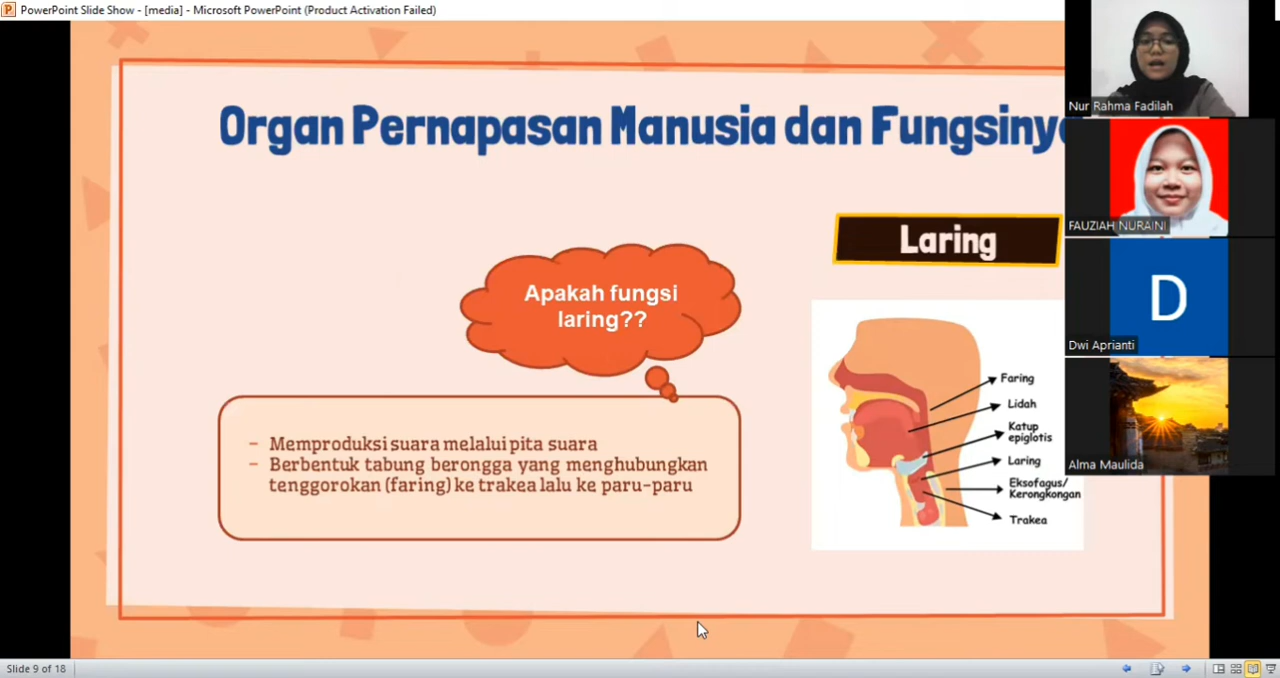 PowerPoint Slide Show - [media] - Microsoft PowerPoint (Product Activation Failed)
Organ Pernapasan Manusia dan Fungsinya
Laring
Apakah fungsi
laring??
- Memproduksi suara melalui pita suara
- Berbentuk tabung berongga yang menghubungkan
tenggorokan (faring) ke trakea lalu ke paru-paru
Faring
Lidah
Katup
epiglotis
Laring
Eksofagus/
Kerongkongan
Trakea
Nur Rahma Fadilah
FAUZIAH NURAINI
D
Dwi Aprianti
Alma Maulida
Slide 9 of 18